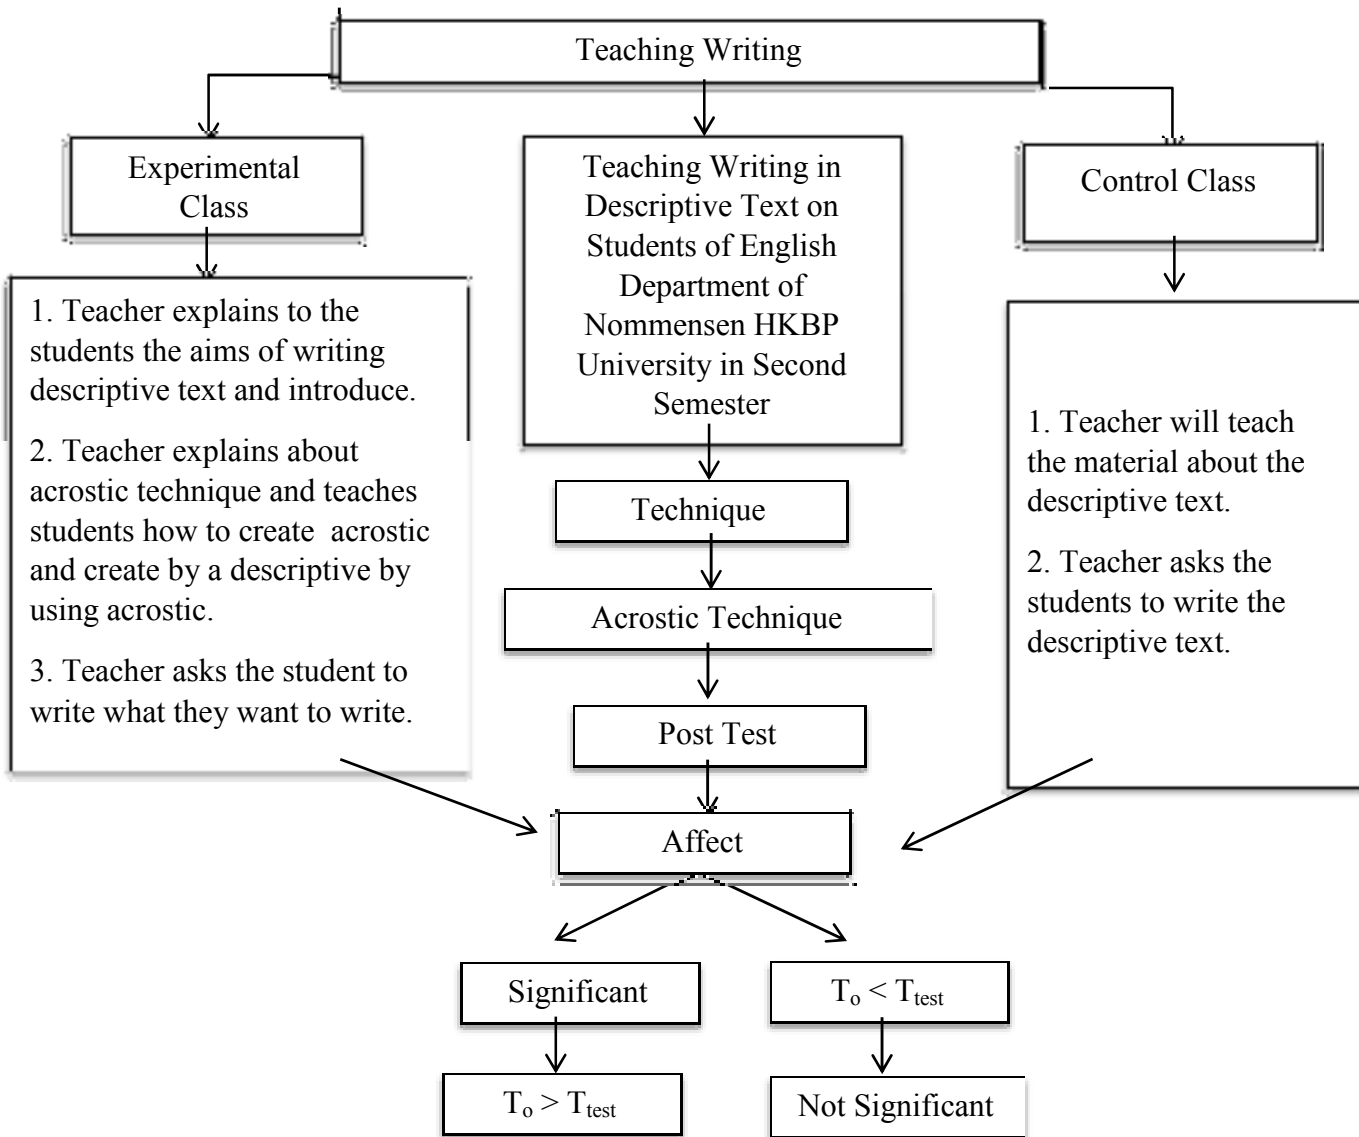 Teaching Writing
Experimental
Class
Teaching Writing in
Descriptive Text on
Students of English
Department of
Nommensen HKBP
University in Second
Semester
Control Class
1. Teacher explains to the
students the aims of writing
descriptive text and introduce.
2. Teacher explains about
acrostic technique and teaches
students how to create  acrostic
and create by a descriptive by
using acrostic.
3. Teacher asks the student to
write what they want to write.
1. Teacher will teach
the material about the
descriptive text.
2. Teacher asks the
students to write the
descriptive text.
Technique
Acrostic Technique
Post Test
Affect
Significant
Tₒ < Ttest
Tₒ > Ttest
Not Significant